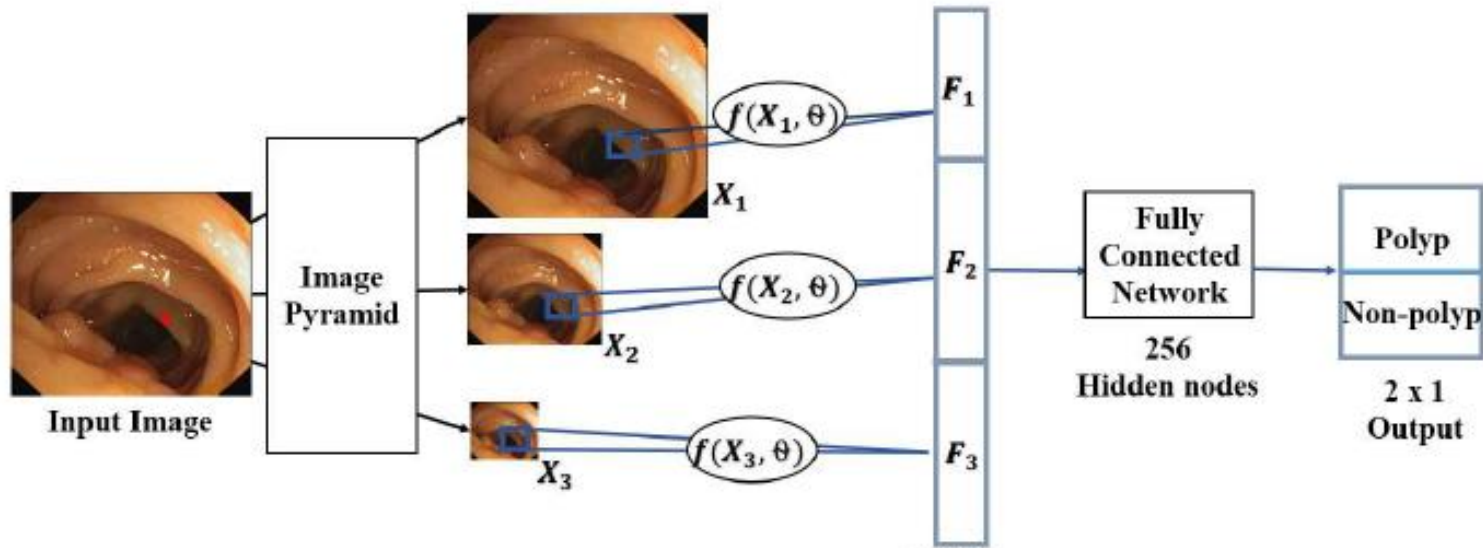 Input Image
Image
Pyramid
X₁
X₂
X₃
f(X₁, θ)
f(X₂, θ)
f(X₃, θ)
F₁
F₂
F₃
Fully
Connected
Network
256
Hidden nodes
Polyp
Non-polyp
2 x 1
Output